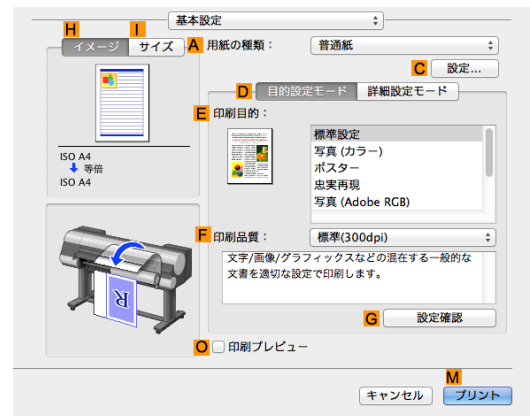 基本設定
H
I
イメージ
サイズ
A
用紙の種類：
普通紙
C
設定...
D
目的設定モード
詳細設定モード
E
印刷目的：
標準設定
写真 (カラー)
ポスター
忠実再現
写真 (Adobe RGB)
ISO A4
等倍
ISO A4
F
印刷品質：
標準(300dpi)
文字/画像/グラフィックスなどの混在する一般的な
文書を適切な設定で印刷します。
R
G
設定確認
O
印刷プレビュー
M
キャンセル
プリント